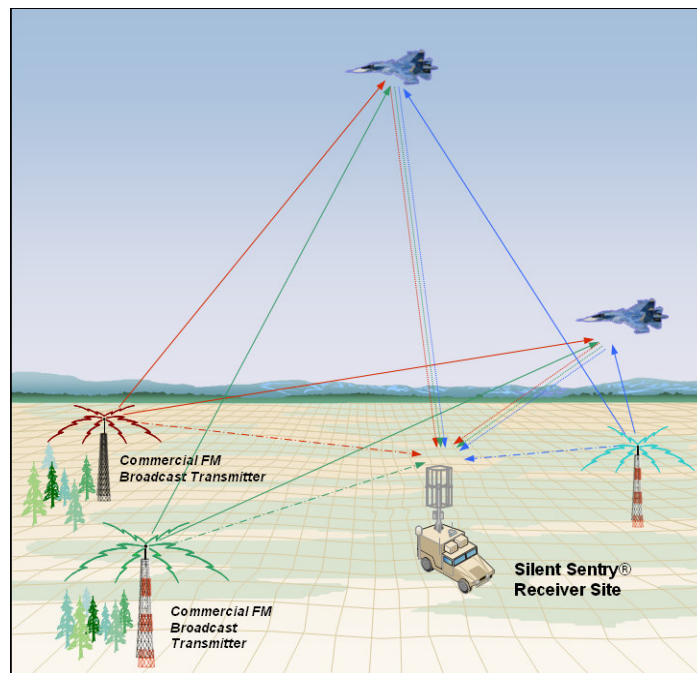 Commercial FM
Broadcast Transmitter
Silent Sentry®
Receiver Site
Commercial FM
Broadcast
Transmitter